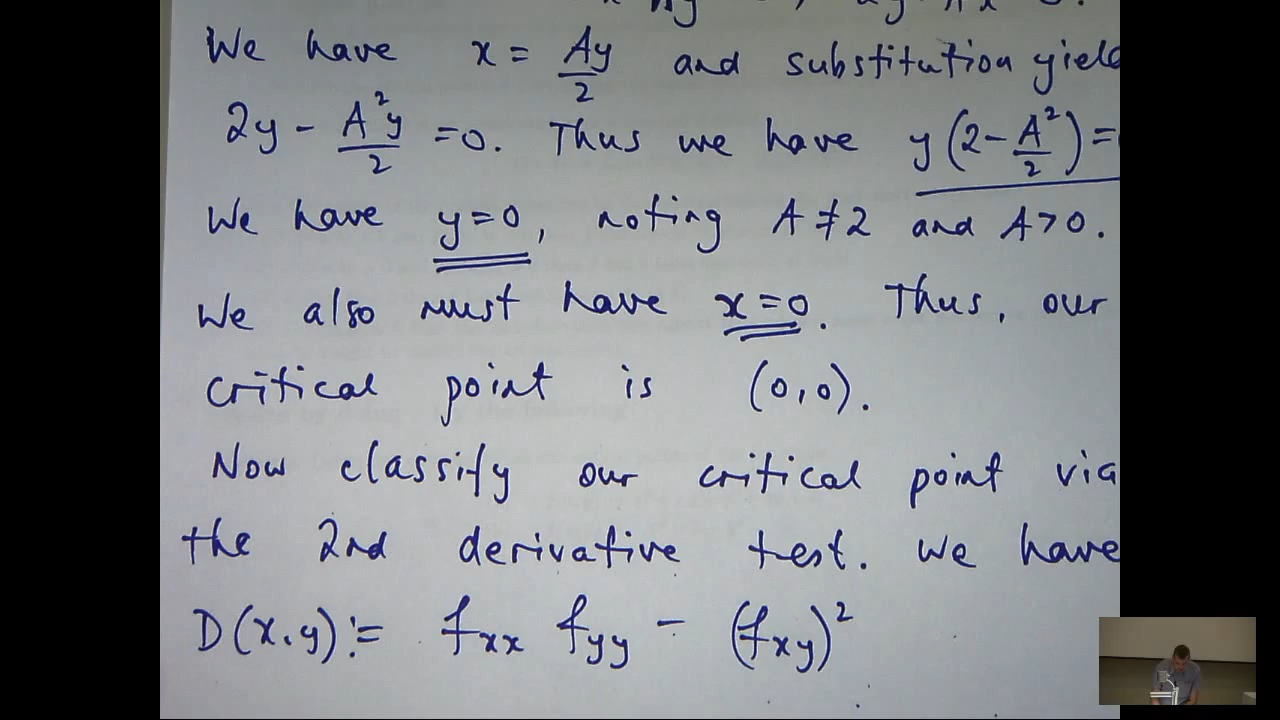 We have x = Ay/2 and substitution yield
2y - A²y/2 = 0. Thus we have y(2 - A²/2) =
We have y=0, noting A ≠ 2 and A > 0.
We also must have x=0. Thus, our
critical point is (0,0).
Now classify our critical point via
the 2nd derivative test. We have
D(x,y) := fxx fyy - (fxy)²